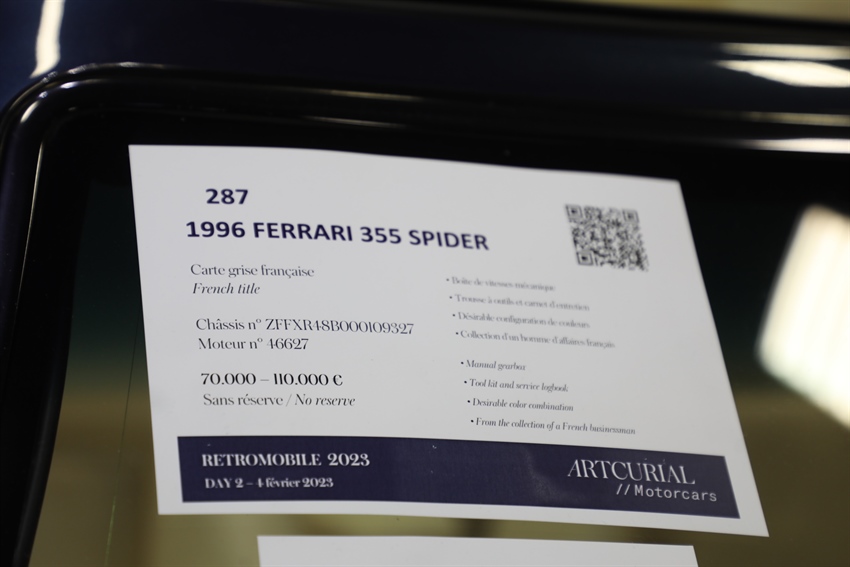 287
1996 FERRARI 355 SPIDER
Carte grise française
French title
Châssis n° ZFFXR48B000109327
Moteur n° 46627
70.000 – 110.000 €
Sans réserve / No reserve
• Boîte de vitesses mécanique
• Trousse à outils et carnet d'entretien
• Désirable configuration de couleurs
• Collection d'un homme d'affaires français
• Manual gearbox
• Tool kit and service logbook
• Desirable color combination
• From the collection of a French businessman
RETROMOBILE 2023
DAY 2 – 4 février 2023
ARTCURIAL
//Motorcars